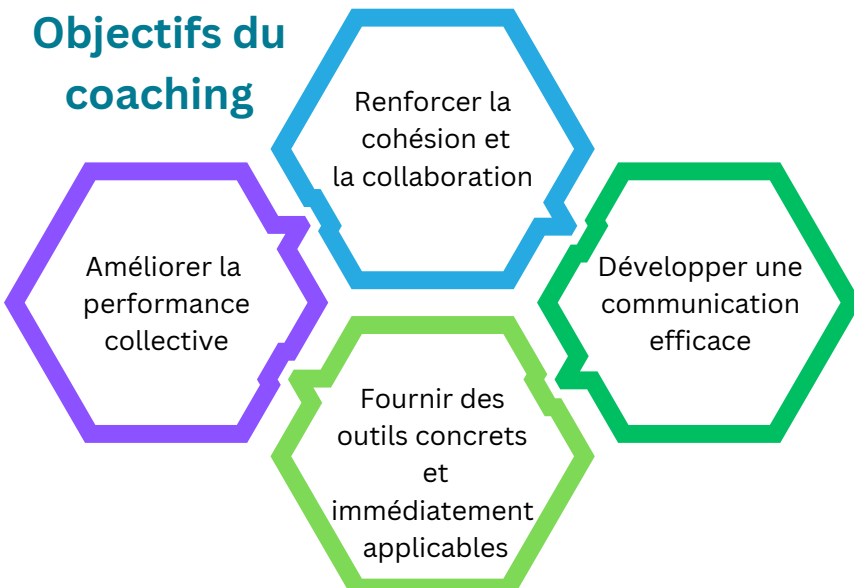 Objectifs du
coaching
Renforcer la
cohésion et
la collaboration
Améliorer la
performance
collective
Développer une
communication
efficace
Fournir des
outils concrets
et
immédiatement
applicables